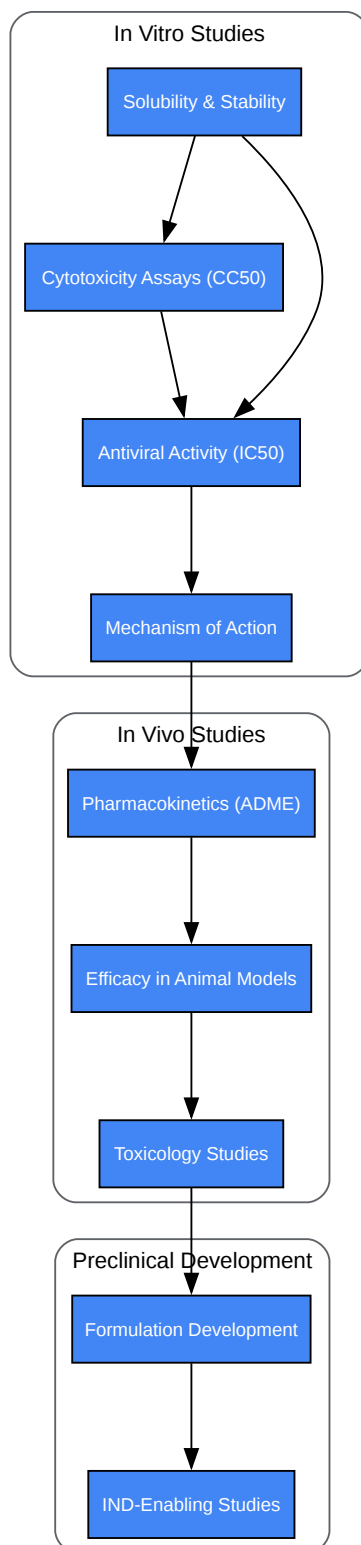 In Vitro Studies
Solubility & Stability
Cytotoxicity Assays (CC50)
Antiviral Activity (IC50)
Mechanism of Action
In Vivo Studies
Pharmacokinetics (ADME)
Efficacy in Animal Models
Toxicology Studies
Preclinical Development
Formulation Development
IND-Enabling Studies